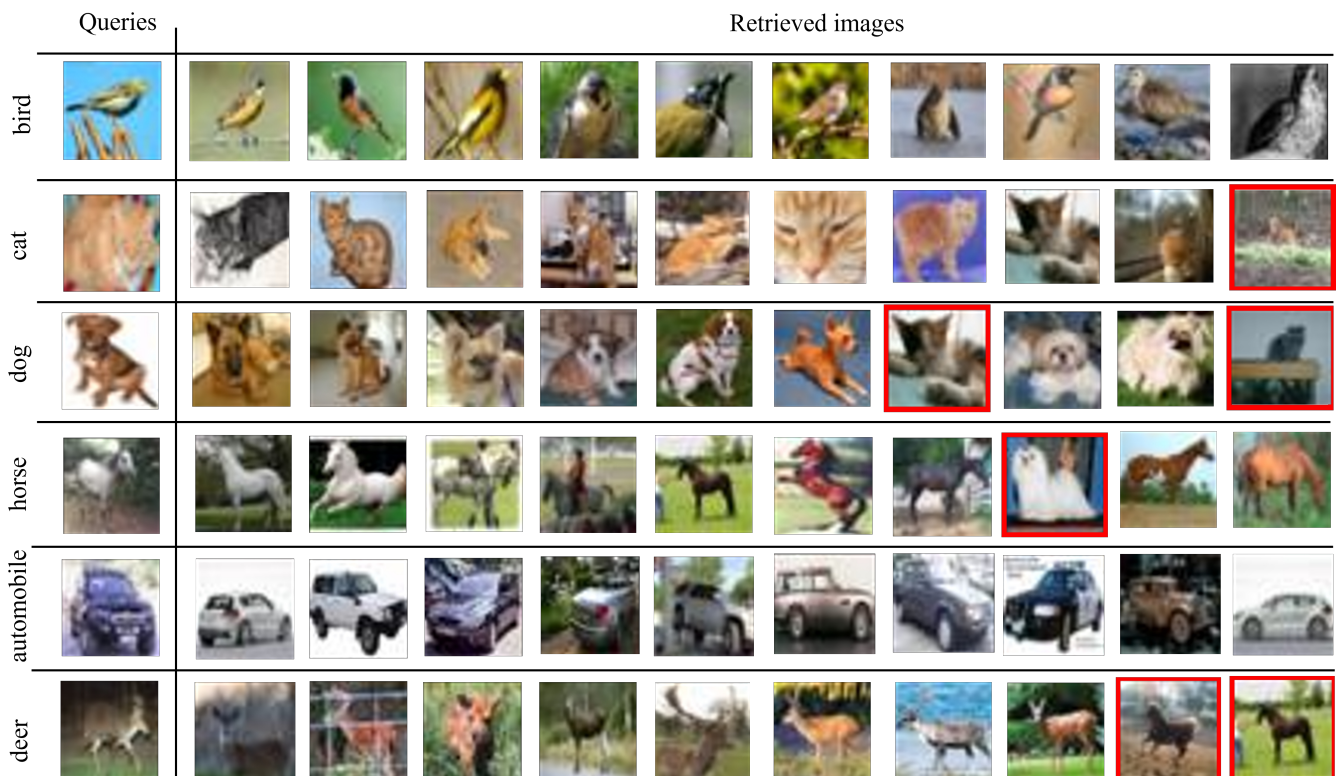 Queries Retrieved images
bird
cat
dog
horse
automobile
deer